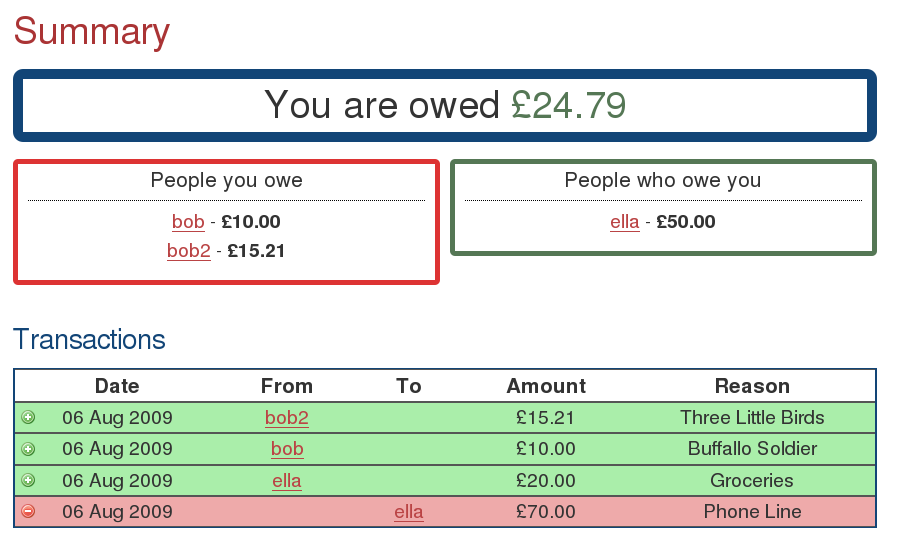 Summary
You are owed £24.79
People you owe
bob - £10.00
bob2 - £15.21
People who owe you
ella - £50.00
Transactions
Date From To Amount Reason
06 Aug 2009 bob2 £15.21 Three Little Birds
06 Aug 2009 bob £10.00 Buffallo Soldier
06 Aug 2009 ella £20.00 Groceries
06 Aug 2009 ella £70.00 Phone Line